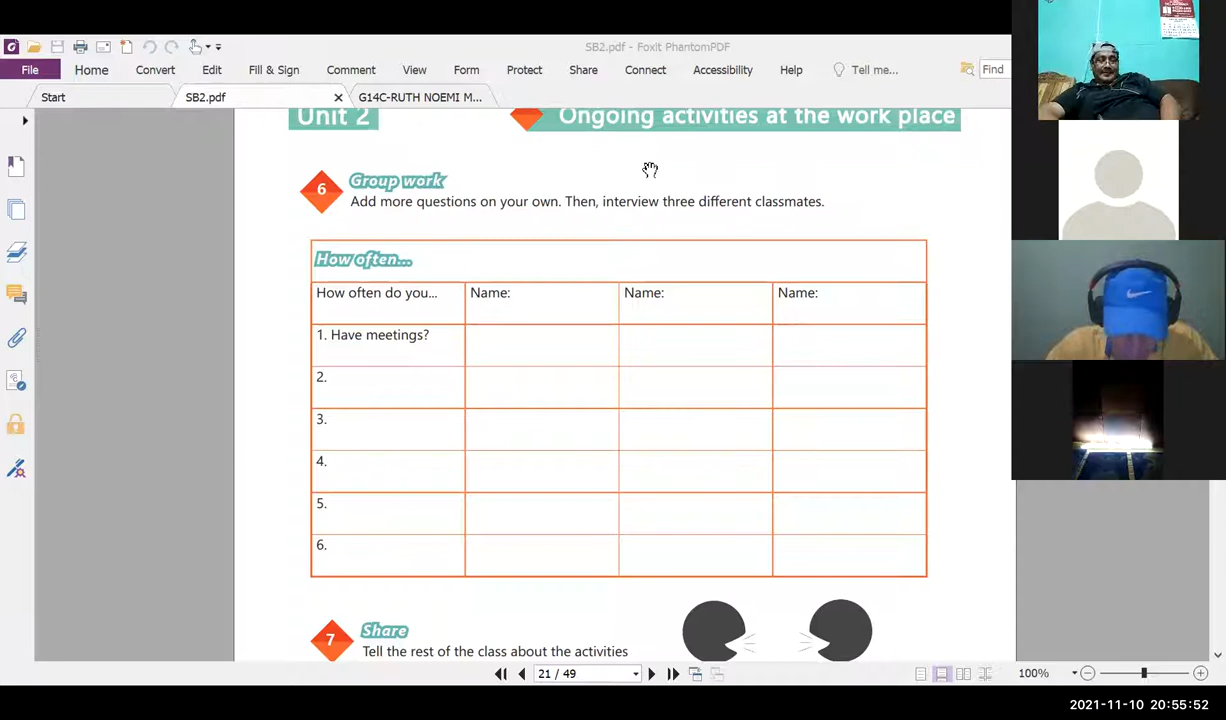 SB2.pdf - Foxit PhantomPDF
File Home Convert Edit Fill & Sign Comment View Form Protect Share Connect Accessibility Help Tell me... Find
Start SB2.pdf G14C-RUTH NOEMI M...
Unit 2 Ongoing activities at the work place
6 Group work
Add more questions on your own. Then, interview three different classmates.
How often...
How often do you... Name: Name: Name:
1. Have meetings?
2.
3.
4.
5.
6.
7 Share
Tell the rest of the class about the activities
21 / 49 100%
2021-11-10 20:55:52